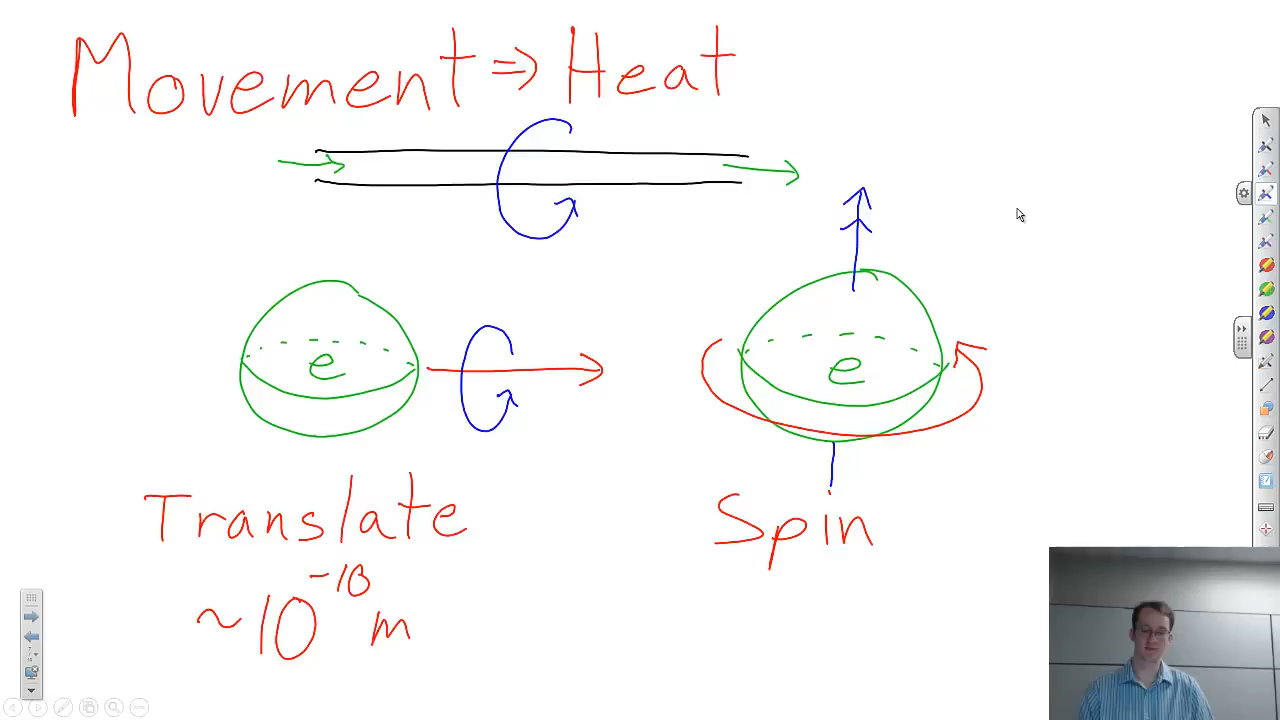 Movement ⇒ Heat
e
e
Translate
Spin
~10⁻¹⁰ m